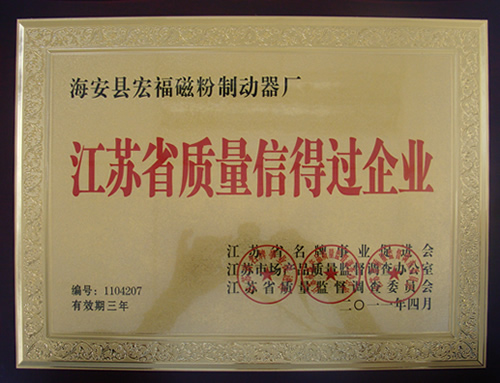 海安县宏福磁粉制动器厂
江苏省质量信得过企业
江苏省名牌事业促进会
江苏市场产品质量监督调查办公室
江苏省质量监督调查委员会
二〇一一年四月
编号:1104207
有效期三年